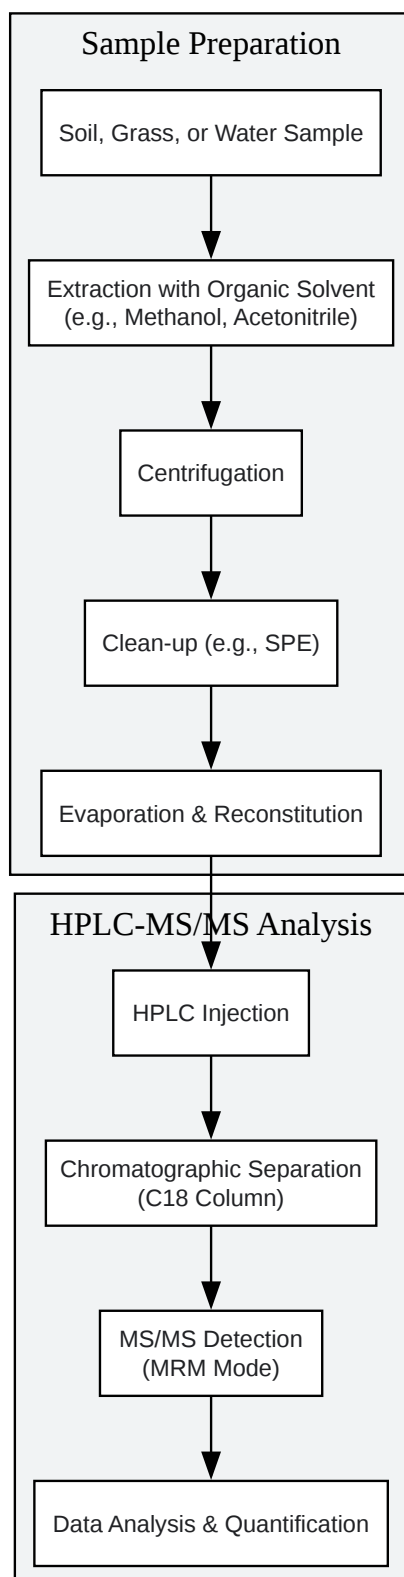 Sample Preparation
Soil, Grass, or Water Sample
Extraction with Organic Solvent
(e.g., Methanol, Acetonitrile)
Centrifugation
Clean-up (e.g., SPE)
Evaporation & Reconstitution
HPLC-MS/MS Analysis
HPLC Injection
Chromatographic Separation
(C18 Column)
MS/MS Detection
(MRM Mode)
Data Analysis & Quantification